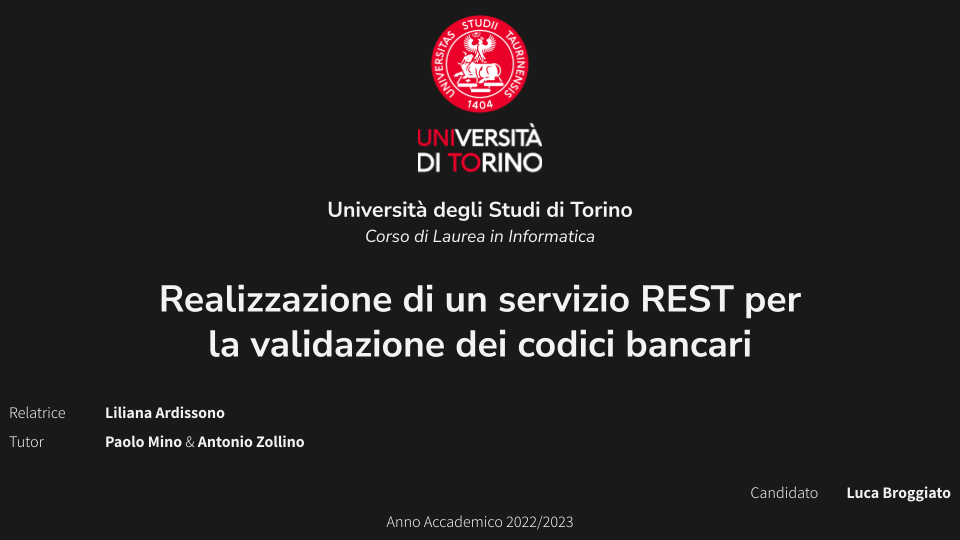 UNIVERSITAS STUDII TAURINENSIS
1404
UNIVERSITÀ
DI TORINO
Università degli Studi di Torino
Corso di Laurea in Informatica
Realizzazione di un servizio REST per
la validazione dei codici bancari
Relatrice Liliana Ardissono
Tutor Paolo Mino & Antonio Zollino
Candidato Luca Broggiato
Anno Accademico 2022/2023